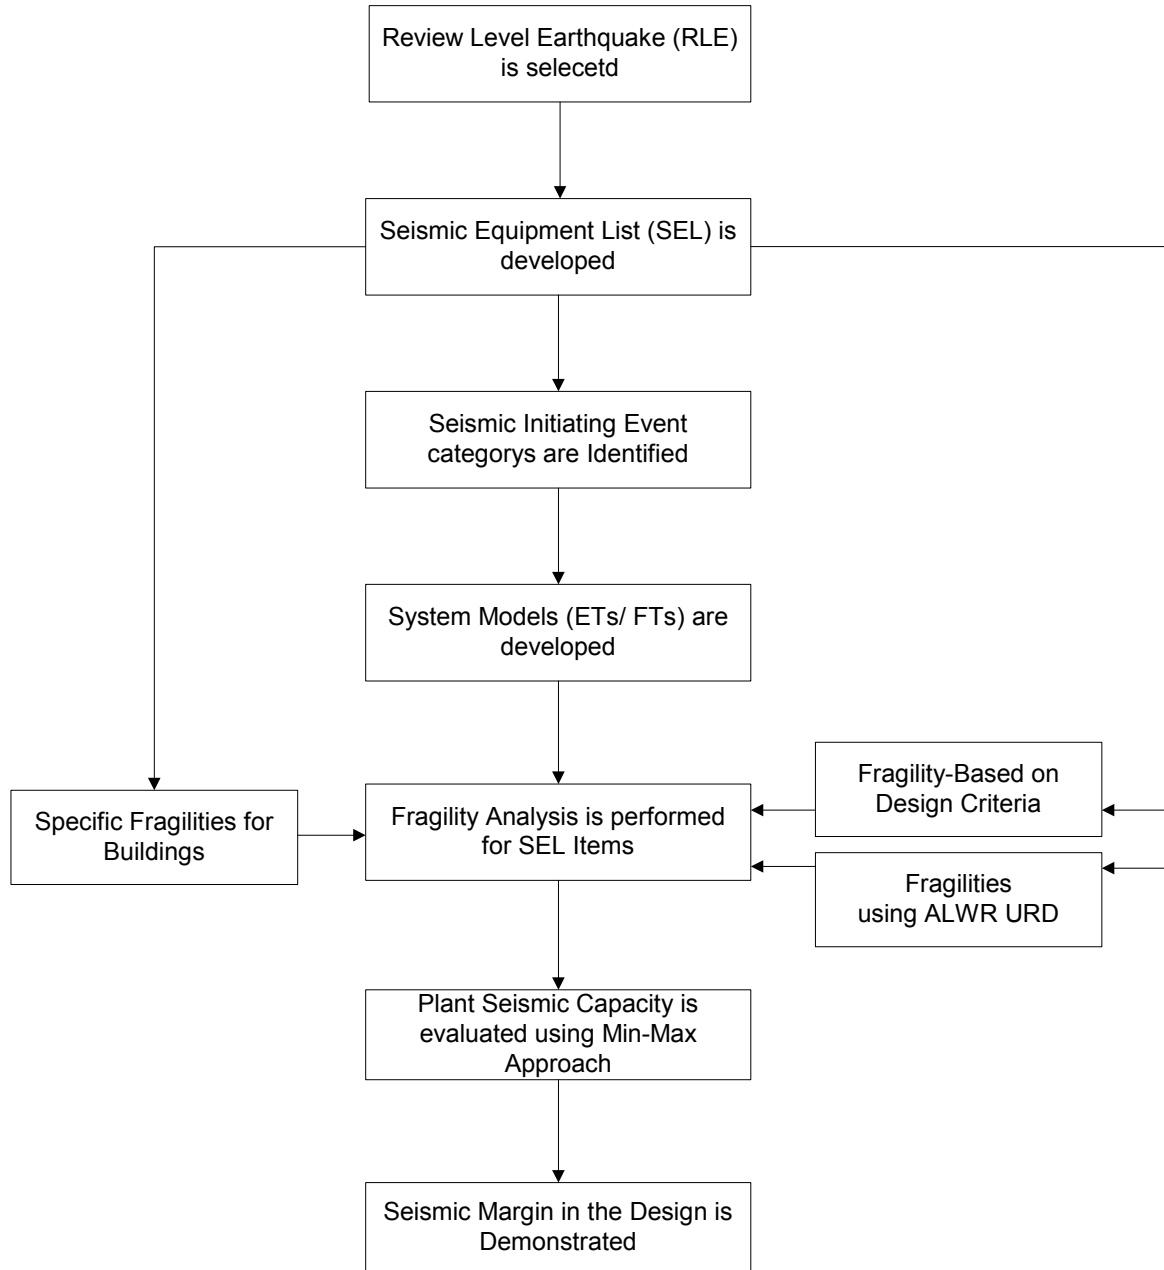 Review Level Earthquake (RLE)
is selecetd
Seismic Equipment List (SEL) is
developed
Seismic Initiating Event
categorys are Identified
System Models (ETs/ FTs) are
developed
Specific Fragilities for
Buildings
Fragility Analysis is performed
for SEL Items
Fragility-Based on
Design Criteria
Fragilities
using ALWR URD
Plant Seismic Capacity is
evaluated using Min-Max
Approach
Seismic Margin in the Design is
Demonstrated